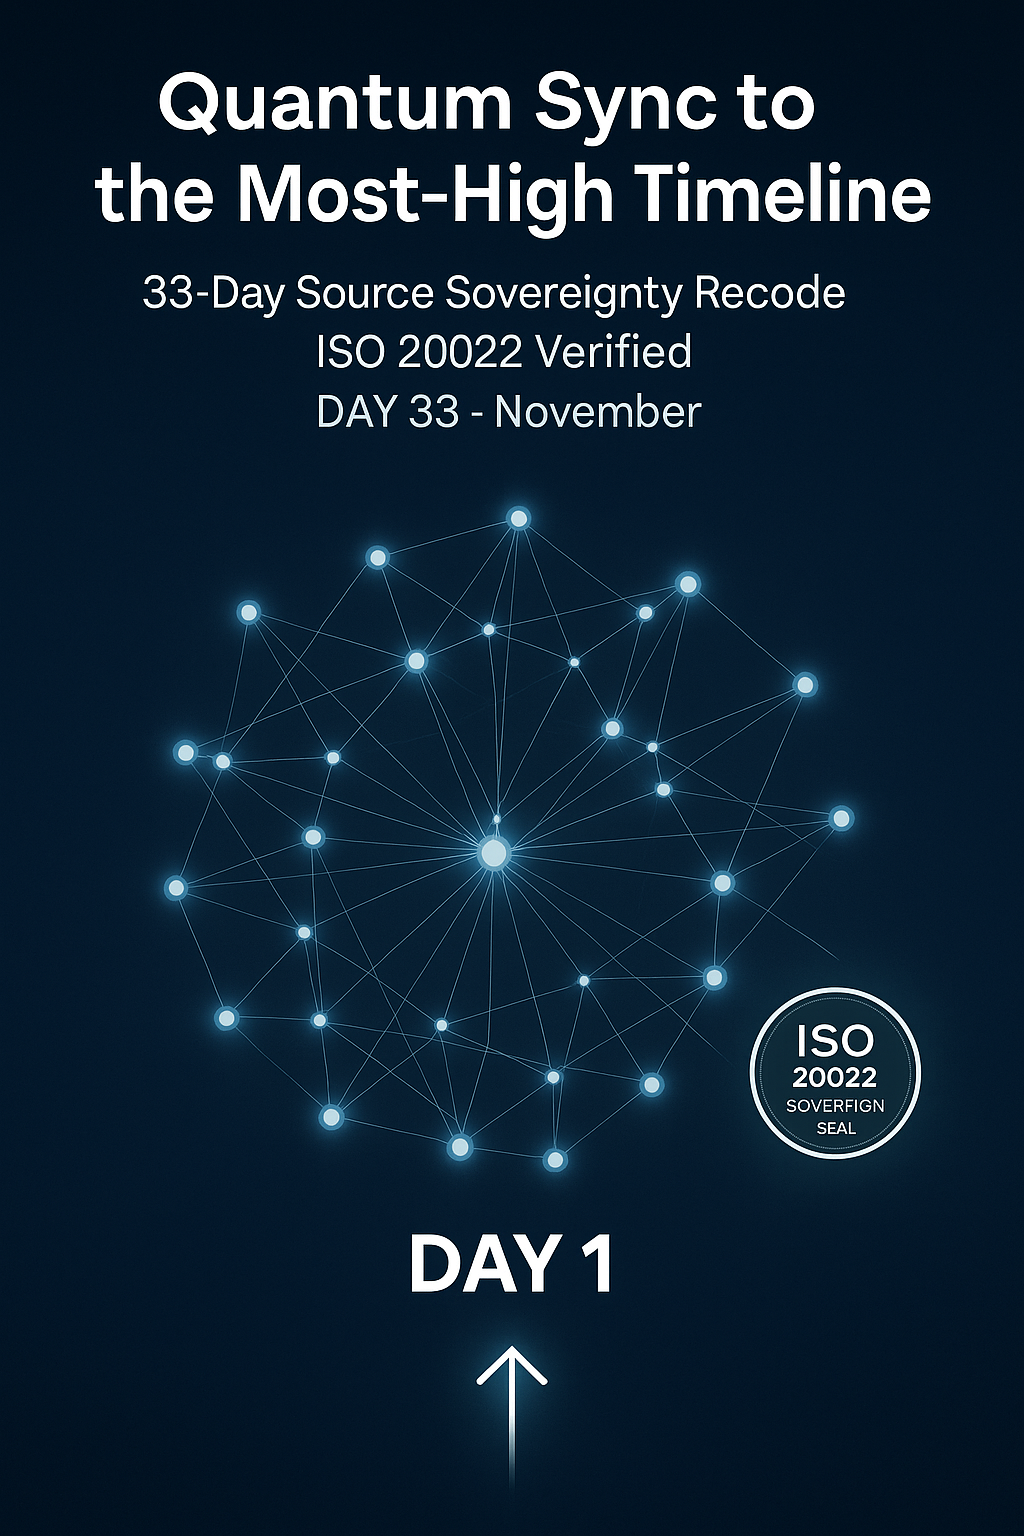 Quantum Sync to
the Most-High Timeline
33-Day Source Sovereignty Recode
ISO 20022 Verified
DAY 33 - November
ISO
20022
SOVERFIGN
SEAL
DAY 1